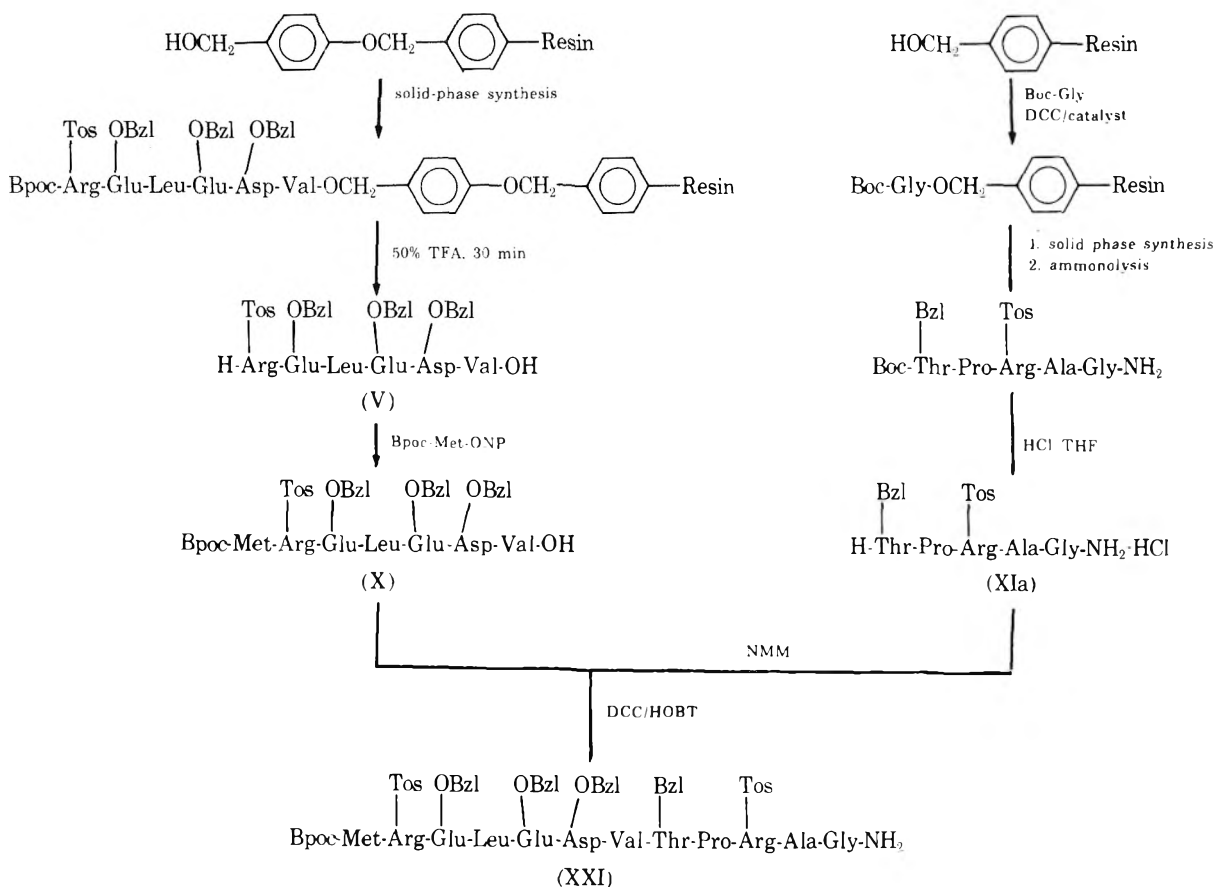 HOCH2 OCH2 Resin
solid-phase synthesis
Tos OBzl OBzl OBzl
Bpoc-Arg-Glu-Leu-Glu-Asp-Val-OCH2 OCH2 Resin
50% TFA, 30 min
Tos OBzl OBzl OBzl
H-Arg-Glu-Leu-Glu-Asp-Val-OH
(V)
Bpoc-Met-ONP
Tos OBzl OBzl OBzl
Bpoc-Met-Arg-Glu-Leu-Glu-Asp-Val-OH
(X)
HOCH2 Resin
Boc-Gly
DCC/catalyst
Boc-Gly-OCH2 Resin
1. solid phase synthesis
2. ammonolysis
Bzl Tos
Boc-Thr-Pro-Arg-Ala-Gly-NH2
HCl THF
Bzl Tos
H-Thr-Pro-Arg-Ala-Gly-NH2·HCl
(XIa)
NMM
DCC/HOBT
Tos OBzl OBzl OBzl Bzl Tos
Bpoc-Met-Arg-Glu-Leu-Glu-Asp-Val-Thr-Pro-Arg-Ala-Gly-NH2
(XXI)